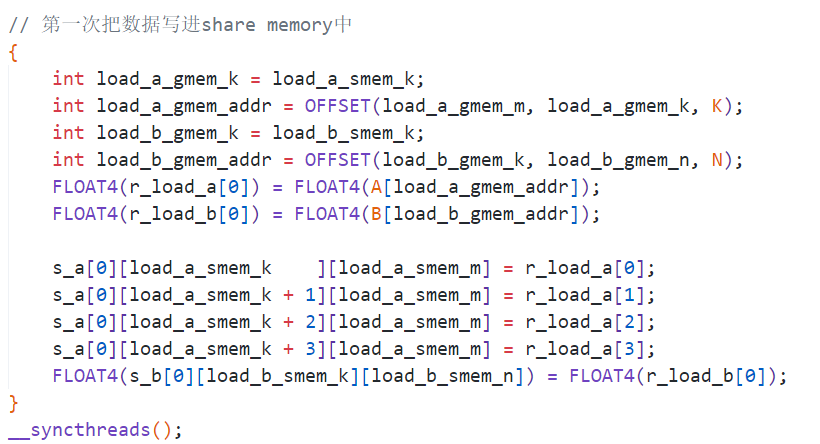 // 第一次把数据写进share memory中
{
    int load_a_gmem_k = load_a_smem_k;
    int load_a_gmem_addr = OFFSET(load_a_gmem_m, load_a_gmem_k, K);
    int load_b_gmem_k = load_b_smem_k;
    int load_b_gmem_addr = OFFSET(load_b_gmem_k, load_b_gmem_n, N);
    FLOAT4(r_load_a[0]) = FLOAT4(A[load_a_gmem_addr]);
    FLOAT4(r_load_b[0]) = FLOAT4(B[load_b_gmem_addr]);

    s_a[0][load_a_smem_k    ][load_a_smem_m] = r_load_a[0];
    s_a[0][load_a_smem_k + 1][load_a_smem_m] = r_load_a[1];
    s_a[0][load_a_smem_k + 2][load_a_smem_m] = r_load_a[2];
    s_a[0][load_a_smem_k + 3][load_a_smem_m] = r_load_a[3];
    FLOAT4(s_b[0][load_b_smem_k][load_b_smem_n]) = FLOAT4(r_load_b[0]);
}
__syncthreads();